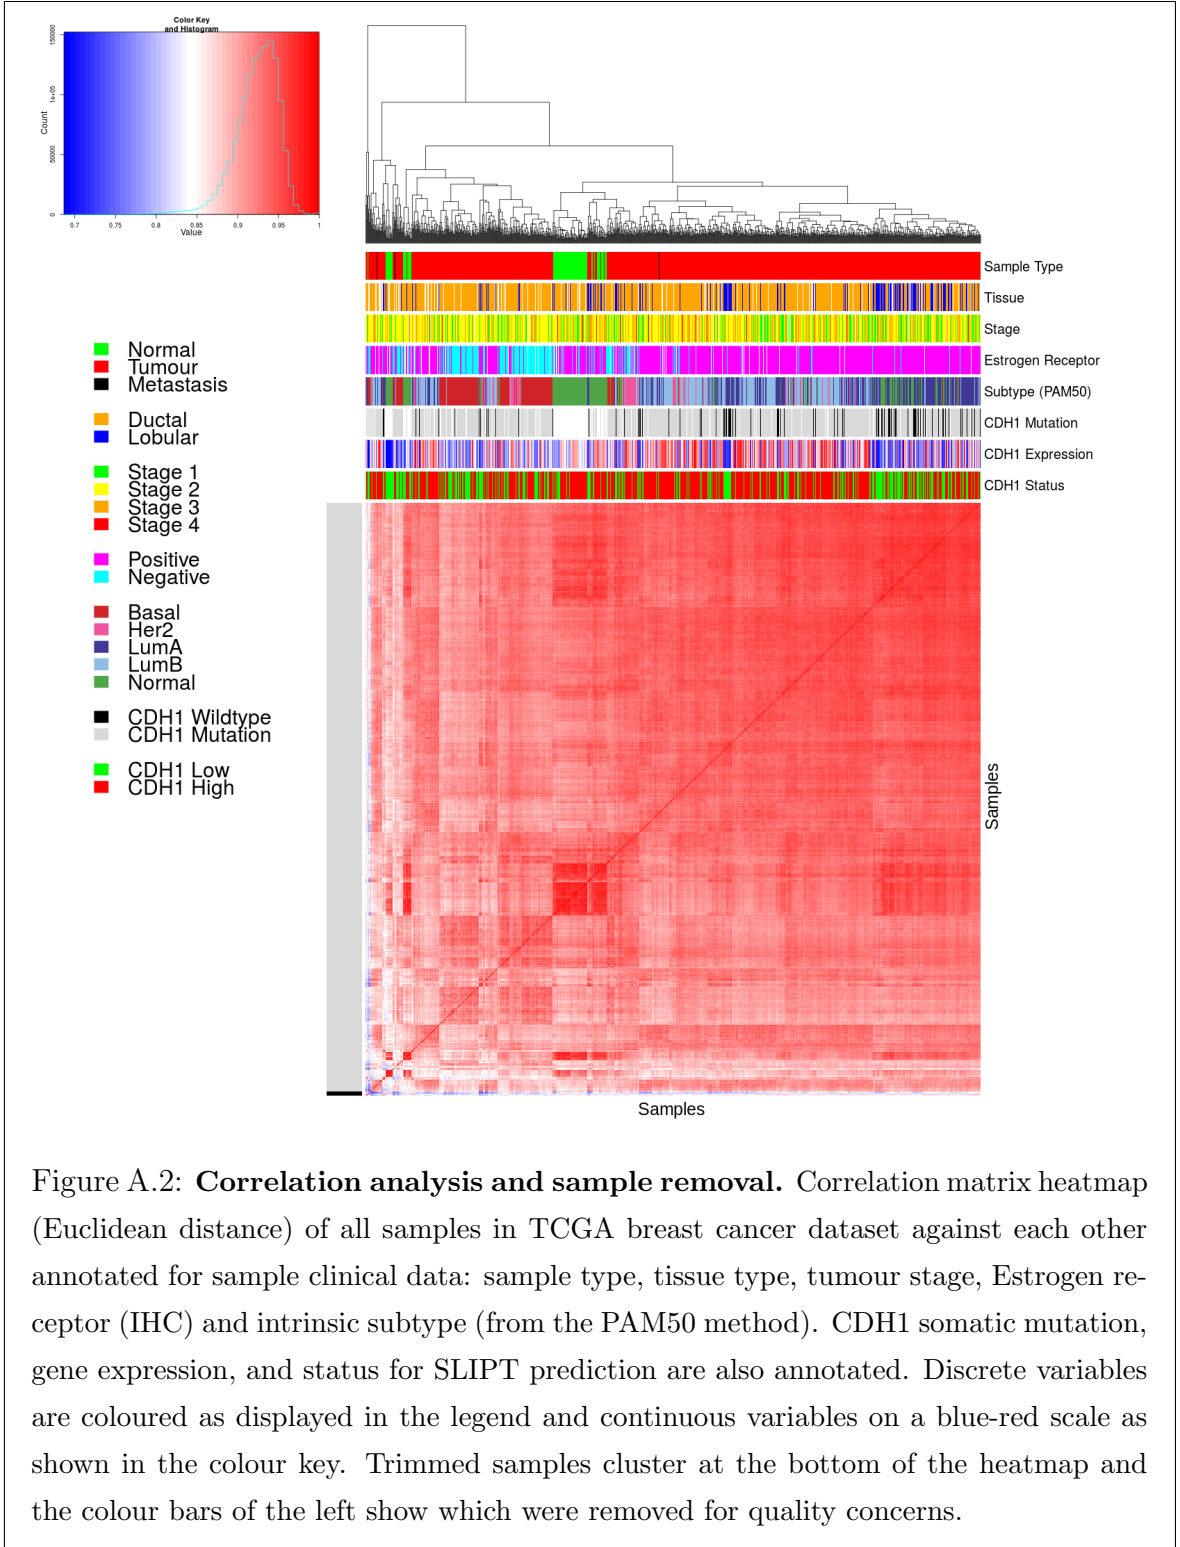 Color Key
and Histogram
Count
0
50000
1e+05
150000
0.7
0.75
0.8
0.85
0.9
0.95
1
Value
Sample Type
Tissue
Stage
Estrogen Receptor
Subtype (PAM50)
CDH1 Mutation
CDH1 Expression
CDH1 Status
Normal
Tumour
Metastasis
Ductal
Lobular
Stage 1
Stage 2
Stage 3
Stage 4
Positive
Negative
Basal
Her2
LumA
LumB
Normal
CDH1 Wildtype
CDH1 Mutation
CDH1 Low
CDH1 High
Samples
Samples
Figure A.2: Correlation analysis and sample removal. Correlation matrix heatmap
(Euclidean distance) of all samples in TCGA breast cancer dataset against each other
annotated for sample clinical data: sample type, tissue type, tumour stage, Estrogen re-
ceptor (IHC) and intrinsic subtype (from the PAM50 method). CDH1 somatic mutation,
gene expression, and status for SLIPT prediction are also annotated. Discrete variables
are coloured as displayed in the legend and continuous variables on a blue-red scale as
shown in the colour key. Trimmed samples cluster at the bottom of the heatmap and
the colour bars of the left show which were removed for quality concerns.